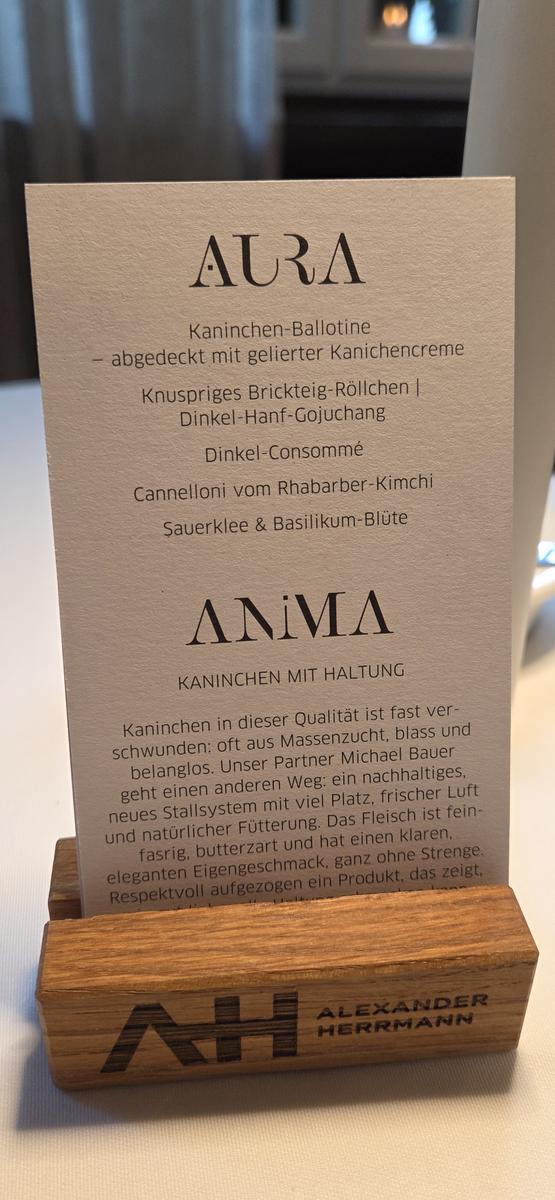 AURA
Kaninchen-Ballotine
– abgedeckt mit gelierter Kanichencreme
Knuspriges Brickteig-Röllchen |
Dinkel-Hanf-Gojuchang
Dinkel-Consommé
Cannelloni vom Rhabarber-Kimchi
Sauerklee & Basilikum-Blüte
ANiMA
KANINCHEN MIT HALTUNG
Kaninchen in dieser Qualität ist fast ver-
schwunden: oft aus Massenzucht, blass und
belanglos. Unser Partner Michael Bauer
geht einen anderen Weg: ein nachhaltiges,
neues Stallsystem mit viel Platz, frischer Luft
und natürlicher Fütterung. Das Fleisch ist fein-
fasrig, butterzart und hat einen klaren,
eleganten Eigengeschmack, ganz ohne Strenge.
Respektvoll aufgezogen ein Produkt, das zeigt,
AH ALEXANDER
HERRMANN